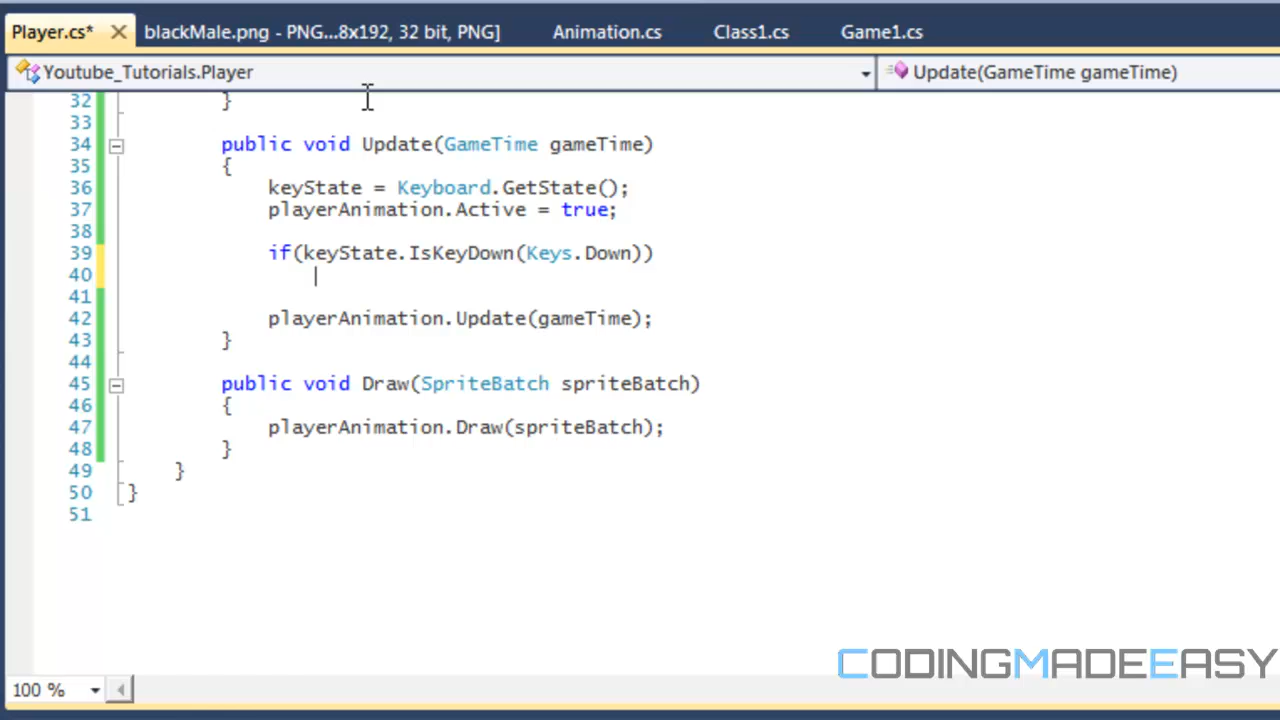 Player.cs* blackMale.png - PNG...8x192, 32 bit, PNG] Animation.cs Class1.cs Game1.cs
Youtube_Tutorials.Player Update(GameTime gameTime)
32 }
33
34 public void Update(GameTime gameTime)
35 {
36 keyState = Keyboard.GetState();
37 playerAnimation.Active = true;
38
39 if(keyState.IsKeyDown(Keys.Down))
40
41
42 playerAnimation.Update(gameTime);
43 }
44
45 public void Draw(SpriteBatch spriteBatch)
46 {
47 playerAnimation.Draw(spriteBatch);
48 }
49 }
50 }
51
CODINGMADEEASY
100 %